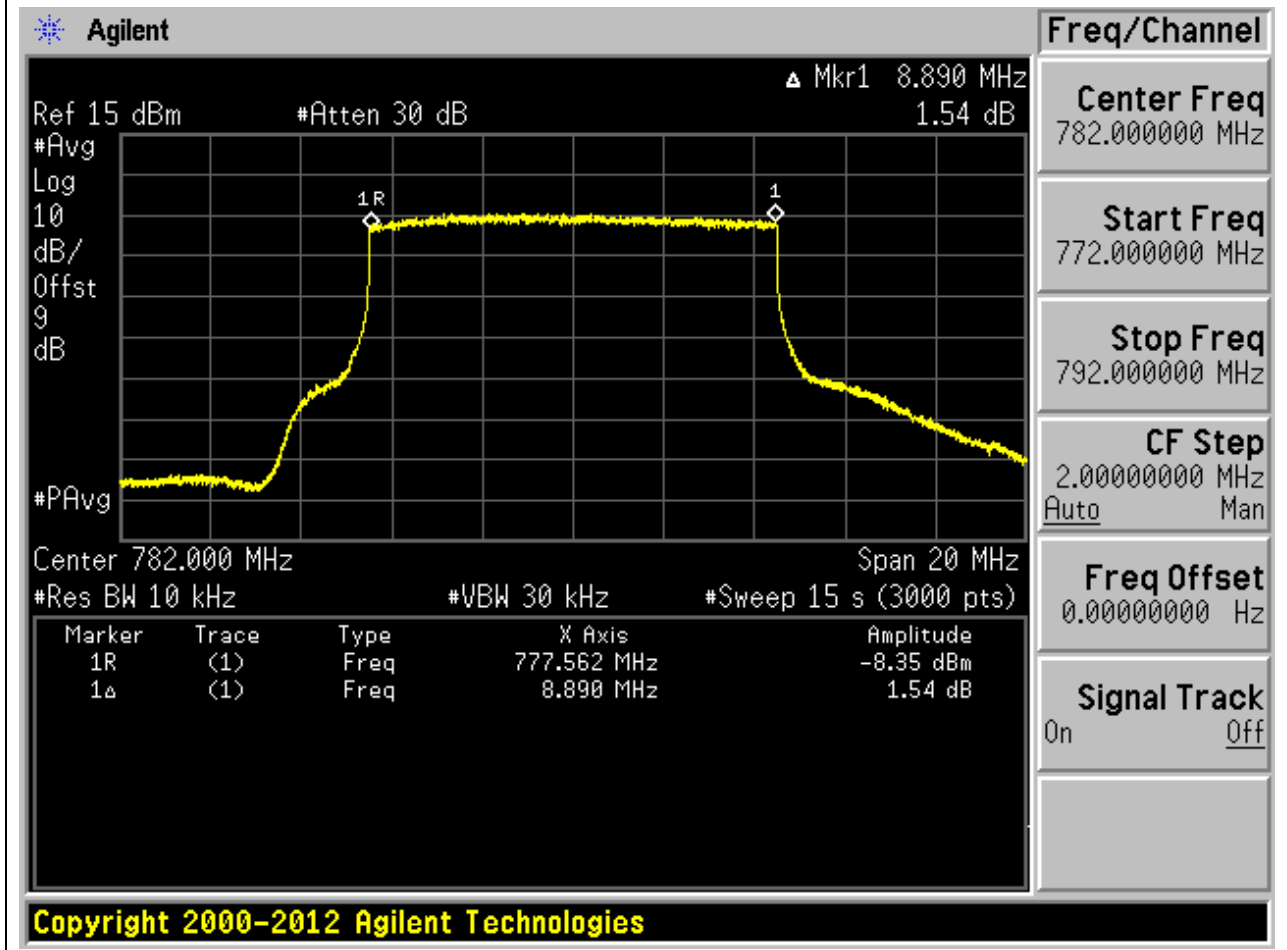 Agilent
Freq/Channel
Δ Mkr1 8.890 MHz
Ref 15 dBm #Atten 30 dB 1.54 dB
#Avg
Log
10
dB/
Offst
9
dB
#PAvg
1R
1
Center 782.000 MHz Span 20 MHz
#Res BW 10 kHz #VBW 30 kHz #Sweep 15 s (3000 pts)
Marker Trace Type X Axis Amplitude
1R (1) Freq 777.562 MHz -8.35 dBm
1Δ (1) Freq 8.890 MHz 1.54 dB
Center Freq
782.000000 MHz
Start Freq
772.000000 MHz
Stop Freq
792.000000 MHz
CF Step
2.00000000 MHz
Auto Man
Freq Offset
0.00000000 Hz
Signal Track
On Off
Copyright 2000-2012 Agilent Technologies